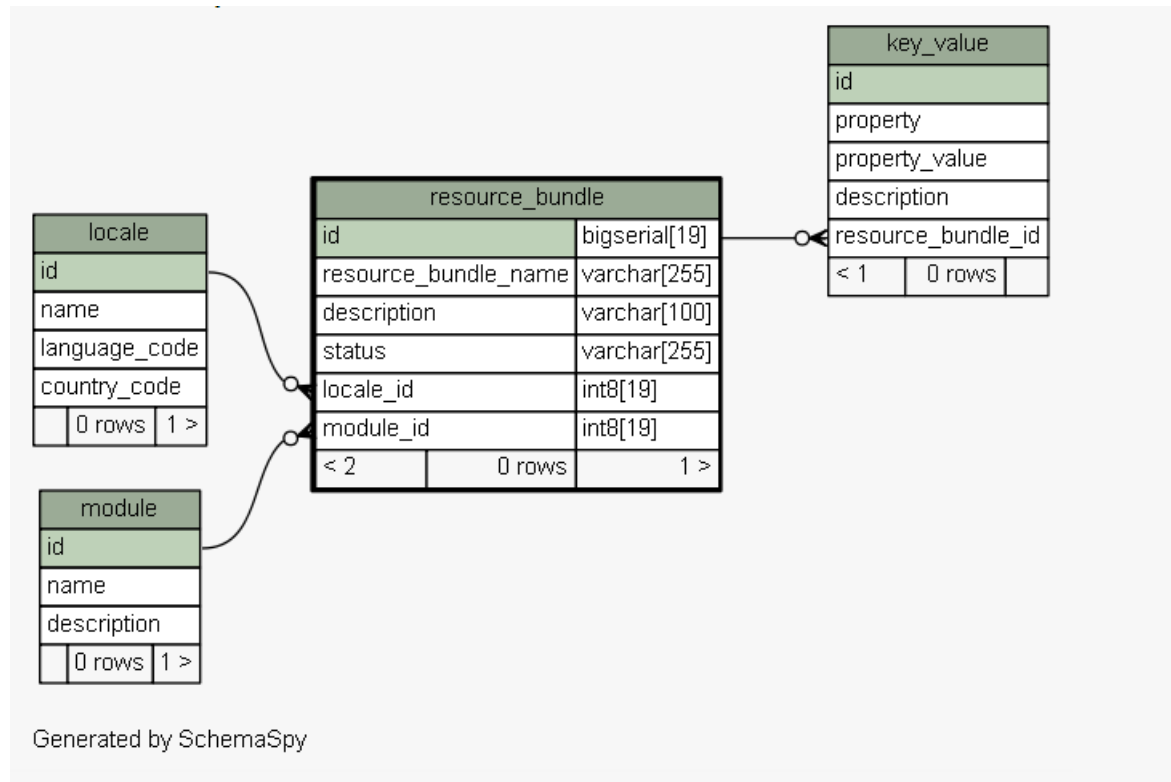 key_value
id
property
property_value
description
resource_bundle_id
< 1 0 rows
resource_bundle
id bigserial[19]
resource_bundle_name varchar[255]
description varchar[100]
status varchar[255]
locale_id int8[19]
module_id int8[19]
< 2 0 rows 1 >
locale
id
name
language_code
country_code
0 rows 1 >
module
id
name
description
0 rows 1 >
Generated by SchemaSpy